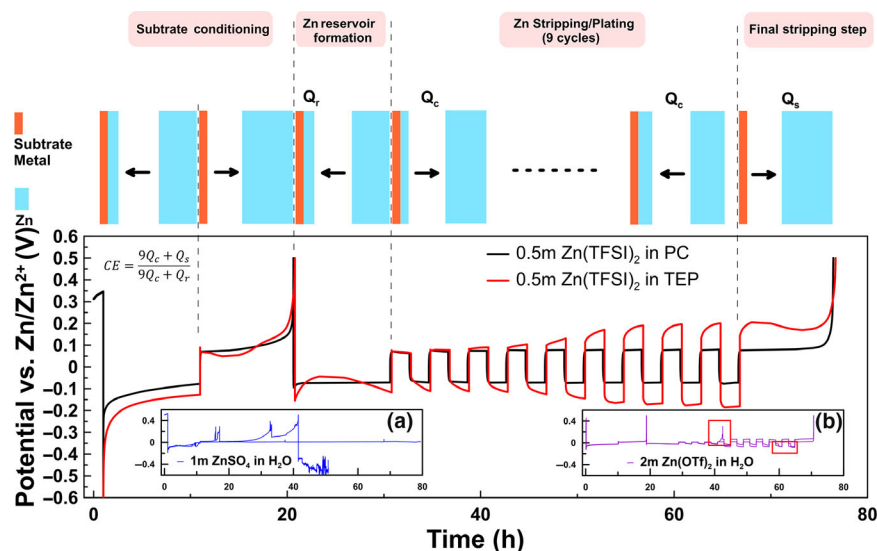 Subtrate conditioning
Zn reservoir
formation
Zn Stripping/Plating
(9 cycles)
Final stripping step
Qr
Qc
Qc
Qs
Subtrate
Metal
Zn
Potential vs. Zn/Zn²⁺ (V)
0.6
0.5
0.4
0.3
0.2
0.1
0.0
−0.1
−0.2
−0.3
−0.4
−0.5
−0.6
CE = (9Qc + Qs)/(9Qc + Qr)
0.5m Zn(TFSI)₂ in PC
0.5m Zn(TFSI)₂ in TEP
(a)
0.4
0
−0.4
1m ZnSO₄ in H₂O
0 20 40 60 80
(b)
0.4
0
−0.4
2m Zn(OTf)₂ in H₂O
0 20 40 60 80
0 20 40 60 80
Time (h)